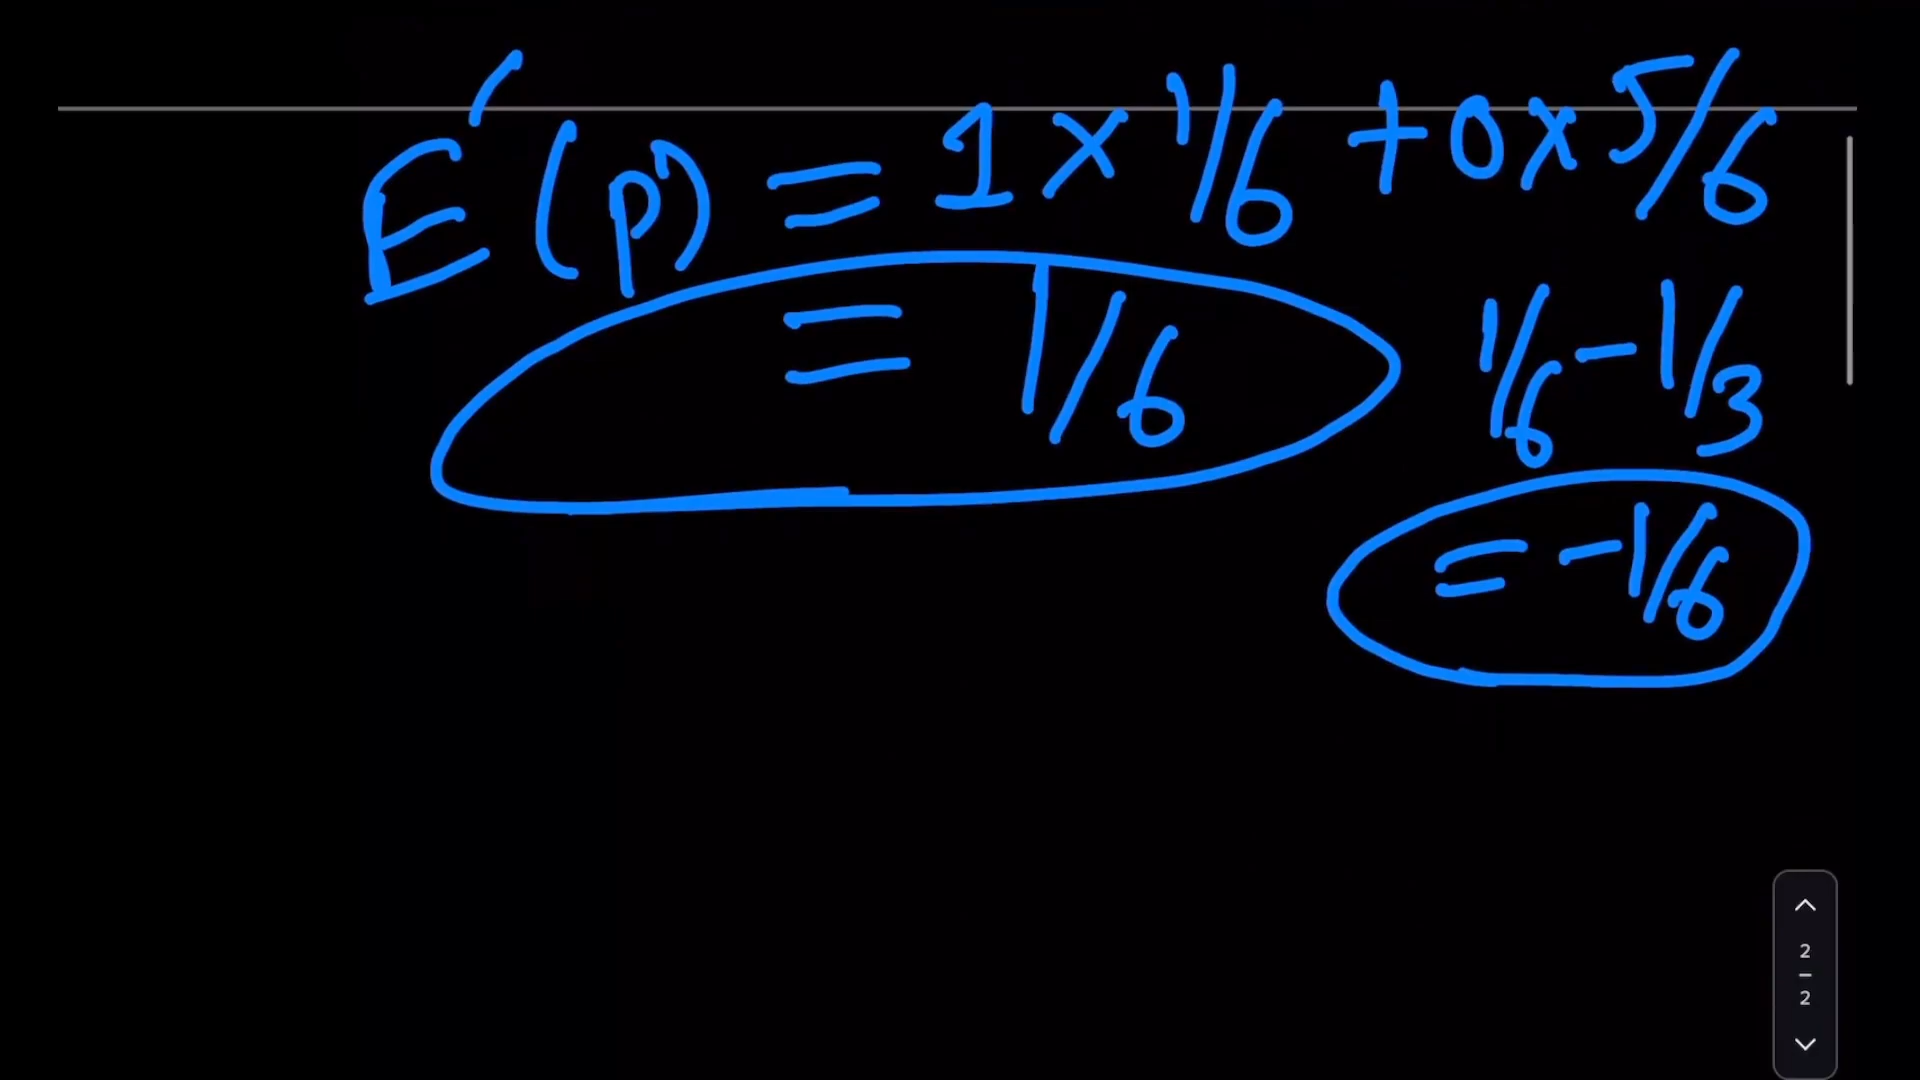 E'(p) = 1 x 1/6 + 0 x 5/6
= 1/6
1/6 - 1/3
= - 1/6
2
–
2